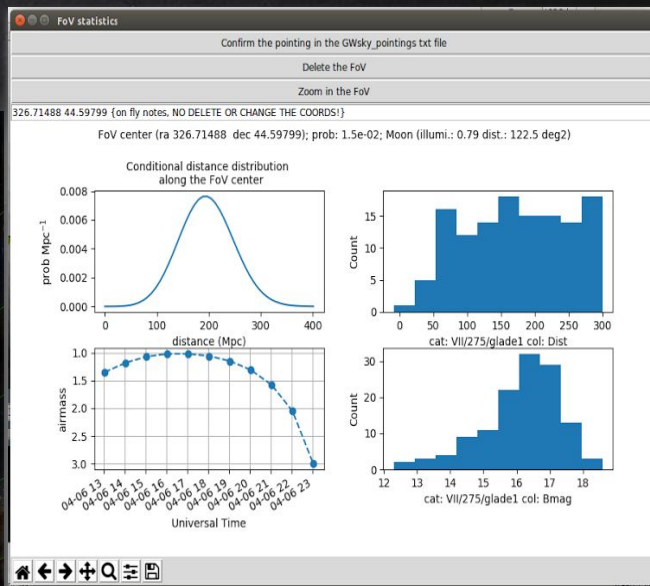 FoV statistics
Confirm the pointing in the GWsky_pointings txt file
Delete the FoV
Zoom in the FoV
326.71488 44.59799 {on fly notes, NO DELETE OR CHANGE THE COORDS!}
FoV center (ra 326.71488 dec 44.59799); prob: 1.5e-02; Moon (illumi.: 0.79 dist.: 122.5 deg2)
Conditional distance distribution
along the FoV center
prob Mpc⁻¹
0.008
0.006
0.004
0.002
0.000
0 100 200 300 400
distance (Mpc)
Count
15
10
5
0
0 50 100 150 200 250 300
cat: VII/275/glade1 col: Dist
airmass
1.0
1.5
2.0
2.5
3.0
04-06 13
04-06 14
04-06 15
04-06 16
04-06 17
04-06 18
04-06 19
04-06 20
04-06 21
04-06 22
04-06 23
Universal Time
Count
30
20
10
0
12 13 14 15 16 17 18
cat: VII/275/glade1 col: Bmag